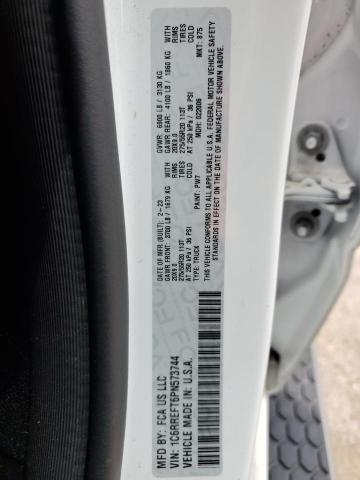 MFD BY: FCA US LLC
DATE OF MFR (BUILT): 2-23
GVWR: 6900 LB / 3130 KG
GAWR FRONT: 3700 LB / 1678 KG
WITH
GAWR REAR: 4100 LB / 1860 KG
WITH
20X9.0
RIMS
20X9.0
RIMS
275/55R20 113T
TIRES
275/55R20 113T
TIRES
AT 250 kPa / 36 PSI
COLD
AT 250 kPa / 36 PSI
COLD
VIN: 1C6RREFT6PN573744
TYPE: TRUCK
PAINT: PW7
MDH: 022006
MKT: 875
VEHICLE MADE IN: U.S.A.
THIS VEHICLE CONFORMS TO ALL APPLICABLE U.S.A. FEDERAL MOTOR VEHICLE SAFETY
STANDARDS IN EFFECT ON THE DATE OF MANUFACTURE SHOWN ABOVE.